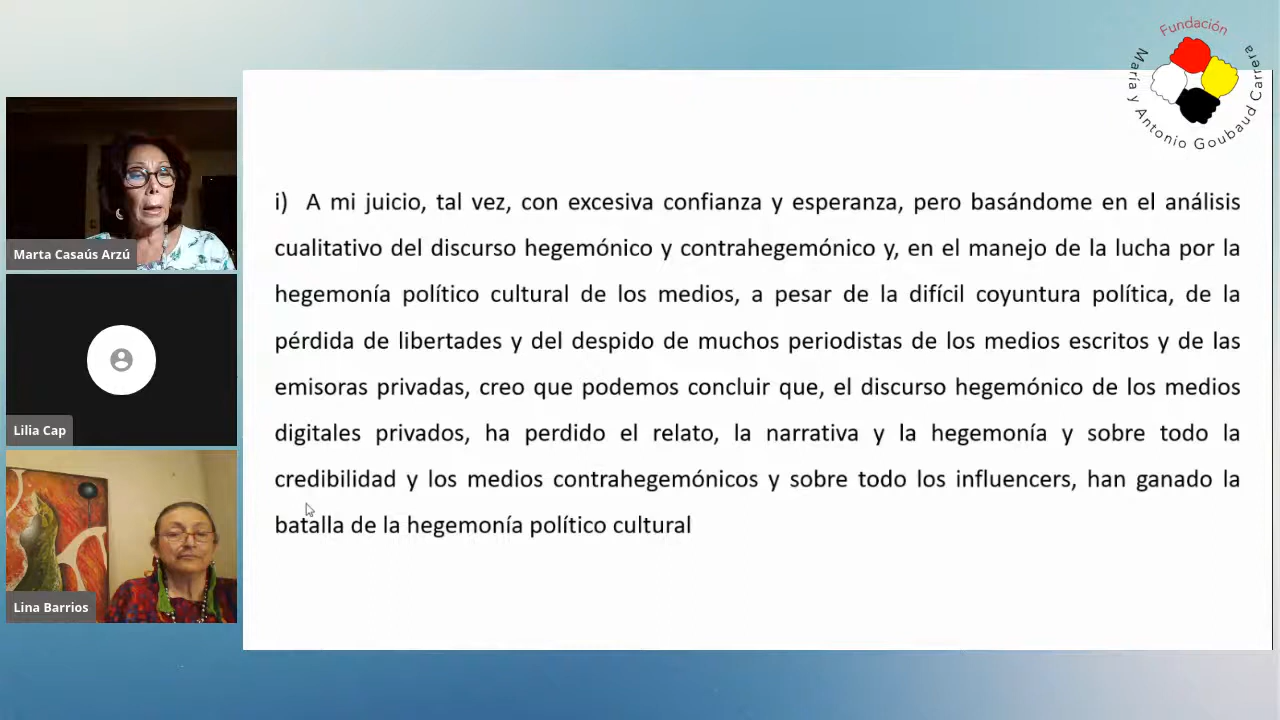 Fundación
María y Antonio Goubaud Carrera
i) A mi juicio, tal vez, con excesiva confianza y esperanza, pero basándome en el análisis
cualitativo del discurso hegemónico y contrahegemónico y, en el manejo de la lucha por la
hegemonía político cultural de los medios, a pesar de la difícil coyuntura política, de la
pérdida de libertades y del despido de muchos periodistas de los medios escritos y de las
emisoras privadas, creo que podemos concluir que, el discurso hegemónico de los medios
digitales privados, ha perdido el relato, la narrativa y la hegemonía y sobre todo la
credibilidad y los medios contrahegemónicos y sobre todo los influencers, han ganado la
batalla de la hegemonía político cultural
Marta Casaús Arzú
Lilia Cap
Lina Barrios